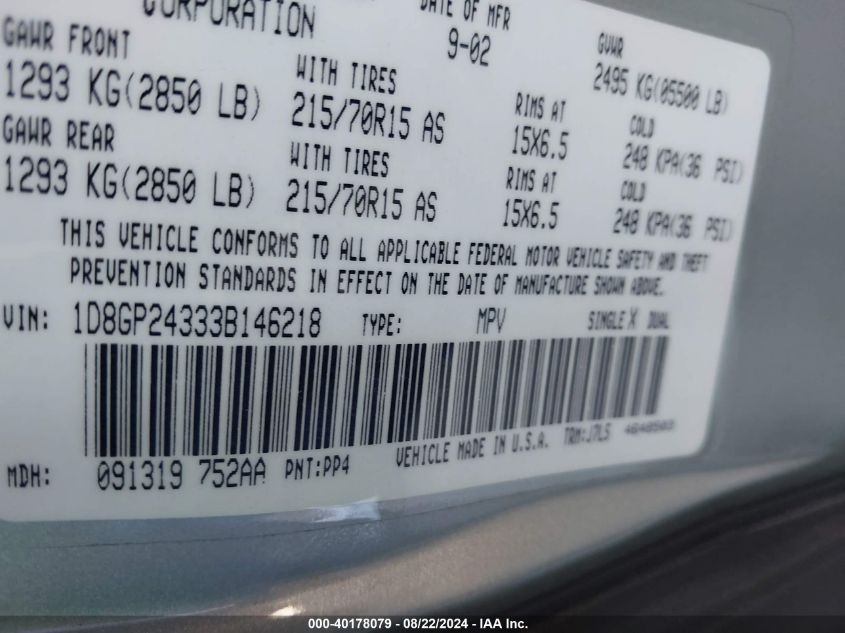 CORPORATION DATE OF MFR GVWR
GAWR FRONT 9-02 2495 KG(05500 LB)
1293 KG(2850 LB) WITH TIRES RIMS AT COLD
215/70R15 AS 15X6.5 248 KPA(36 PSI)
GAWR REAR WITH TIRES RIMS AT COLD
1293 KG(2850 LB) 215/70R15 AS 15X6.5 248 KPA(36 PSI)
THIS VEHICLE CONFORMS TO ALL APPLICABLE FEDERAL MOTOR VEHICLE SAFETY AND THEFT
PREVENTION STANDARDS IN EFFECT ON THE DATE OF MANUFACTURE SHOWN ABOVE.
VIN: 1D8GP24333B146218 TYPE: MPV SINGLE X DUAL
MDH: 091319 752AA PNT:PP4 VEHICLE MADE IN U.S.A. TRM:J7L5
000-40178079 - 08/22/2024 - IAA Inc.